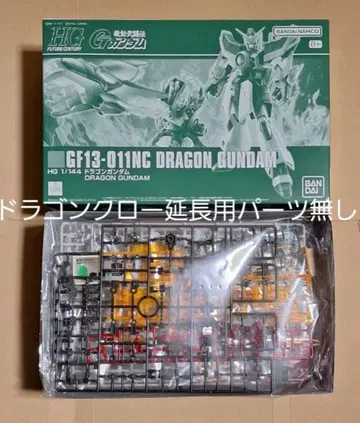 HG
FUTURE CENTURY
機動武闘伝
Gガンダム
BANDAI NAMCO
8+
GF13-011NC DRAGON GUNDAM
HG 1/144 ドラゴンガンダム
DRAGON GUNDAM
BANDAI
ドラゴンクロー延長用パーツ無し